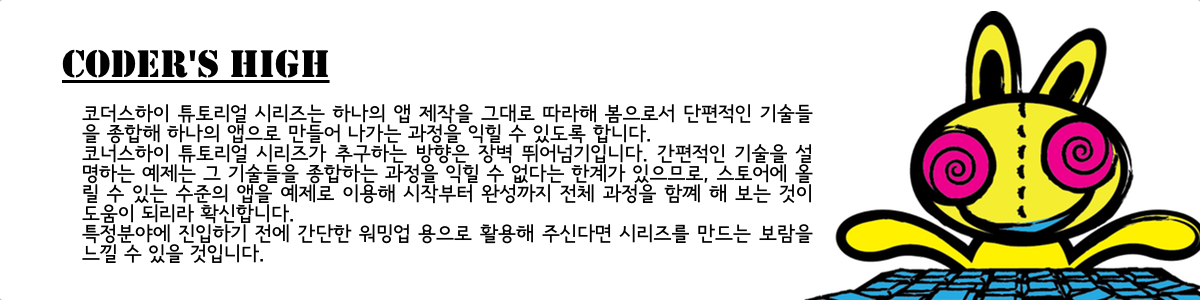 CODER'S HIGH
코더스하이 튜토리얼 시리즈는 하나의 앱 제작을 그대로 따라해 봄으로서 단편적인 기술들
을 종합해 하나의 앱으로 만들어 나가는 과정을 익힐 수 있도록 합니다.
코너스하이 튜토리얼 시리즈가 추구하는 방향은 장벽 뛰어넘기입니다. 간편적인 기술을 설
명하는 예제는 그 기술들을 종합하는 과정을 익힐 수 없다는 한계가 있으므로, 스토어에 올
릴 수 있는 수준의 앱을 예제로 이용해 시작부터 완성까지 전체 과정을 함꼐 해 보는 것이
도움이 되리라 확신합니다.
특정분야에 진입하기 전에 간단한 워밍업 용으로 활용해 주신다면 시리즈를 만드는 보람을
느낄 수 있을 것입니다.